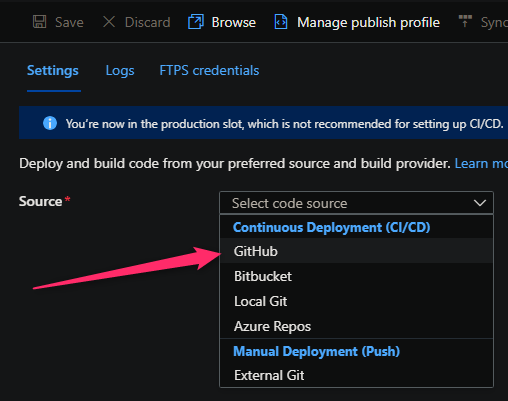 Save Discard Browse Manage publish profile Sync
Settings Logs FTPS credentials
You're now in the production slot, which is not recommended for setting up CI/CD.
Deploy and build code from your preferred source and build provider. Learn mo
Source* Select code source
Continuous Deployment (CI/CD)
GitHub
Bitbucket
Local Git
Azure Repos
Manual Deployment (Push)
External Git